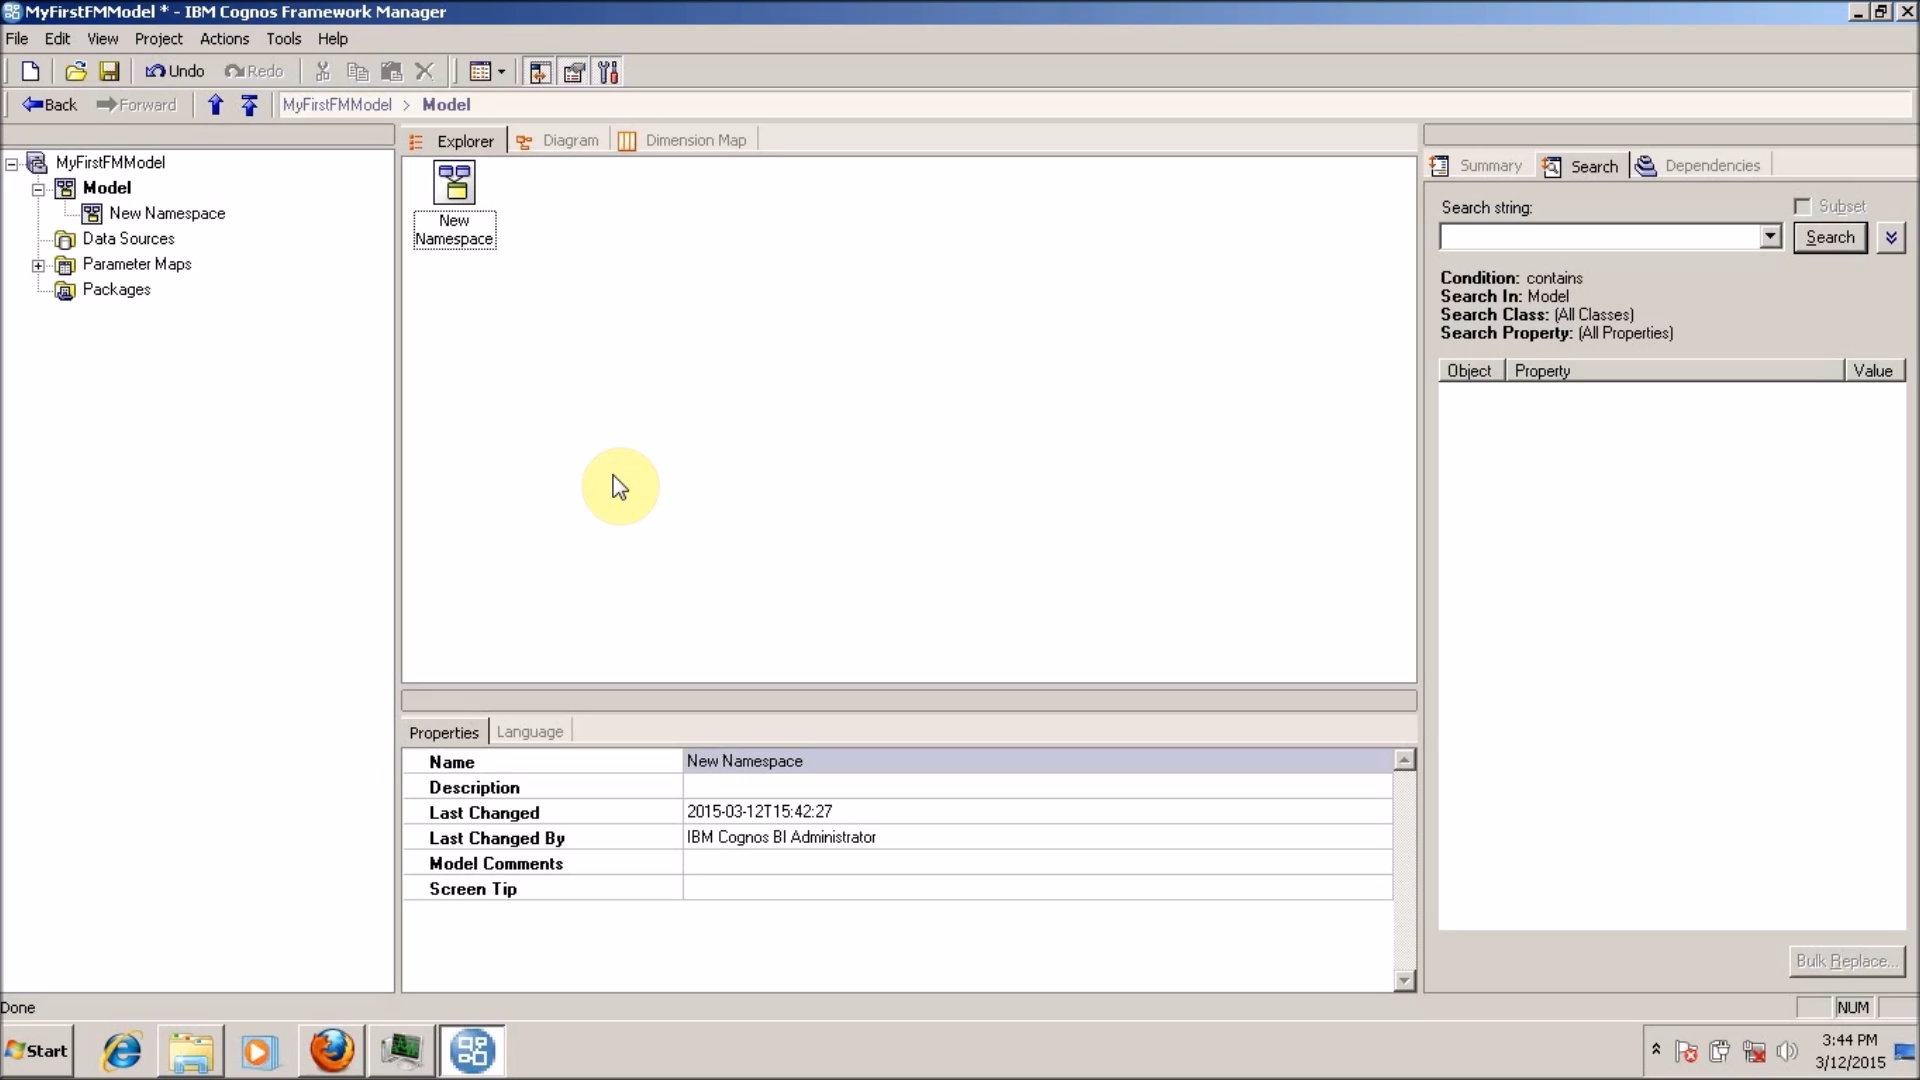 MyFirstFMModel * - IBM Cognos Framework Manager
File Edit View Project Actions Tools Help
Undo Redo
Back Forward MyFirstFMModel > Model
MyFirstFMModel
Model
New Namespace
Data Sources
Parameter Maps
Packages
Explorer Diagram Dimension Map
New
Namespace
Properties Language
Name New Namespace
Description
Last Changed 2015-03-12T15:42:27
Last Changed By IBM Cognos BI Administrator
Model Comments
Screen Tip
Summary Search Dependencies
Search string: Subset
Search
Condition: contains
Search In: Model
Search Class: (All Classes)
Search Property: (All Properties)
Object Property Value
Bulk Replace...
Done NUM
Start 3:44 PM
3/12/2015